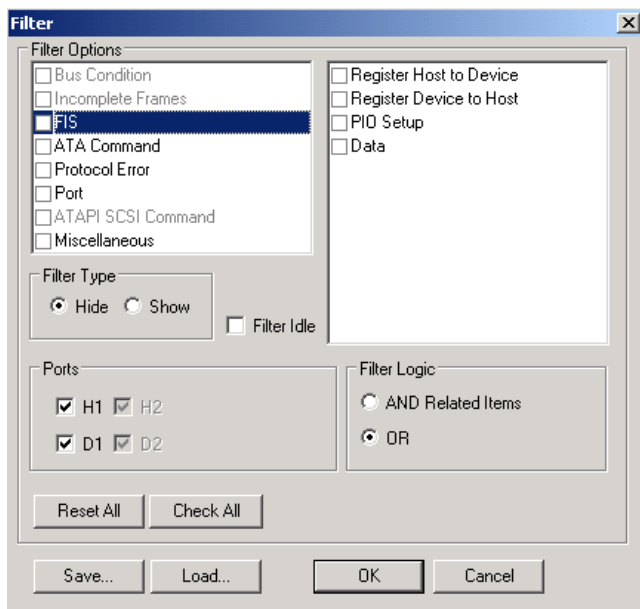 Filter
Filter Options
Bus Condition
Incomplete Frames
FIS
ATA Command
Protocol Error
Port
ATAPI SCSI Command
Miscellaneous
Register Host to Device
Register Device to Host
PIO Setup
Data
Filter Type
Hide Show
Filter Idle
Ports
H1 H2
D1 D2
Filter Logic
AND Related Items
OR
Reset All Check All
Save... Load... OK Cancel